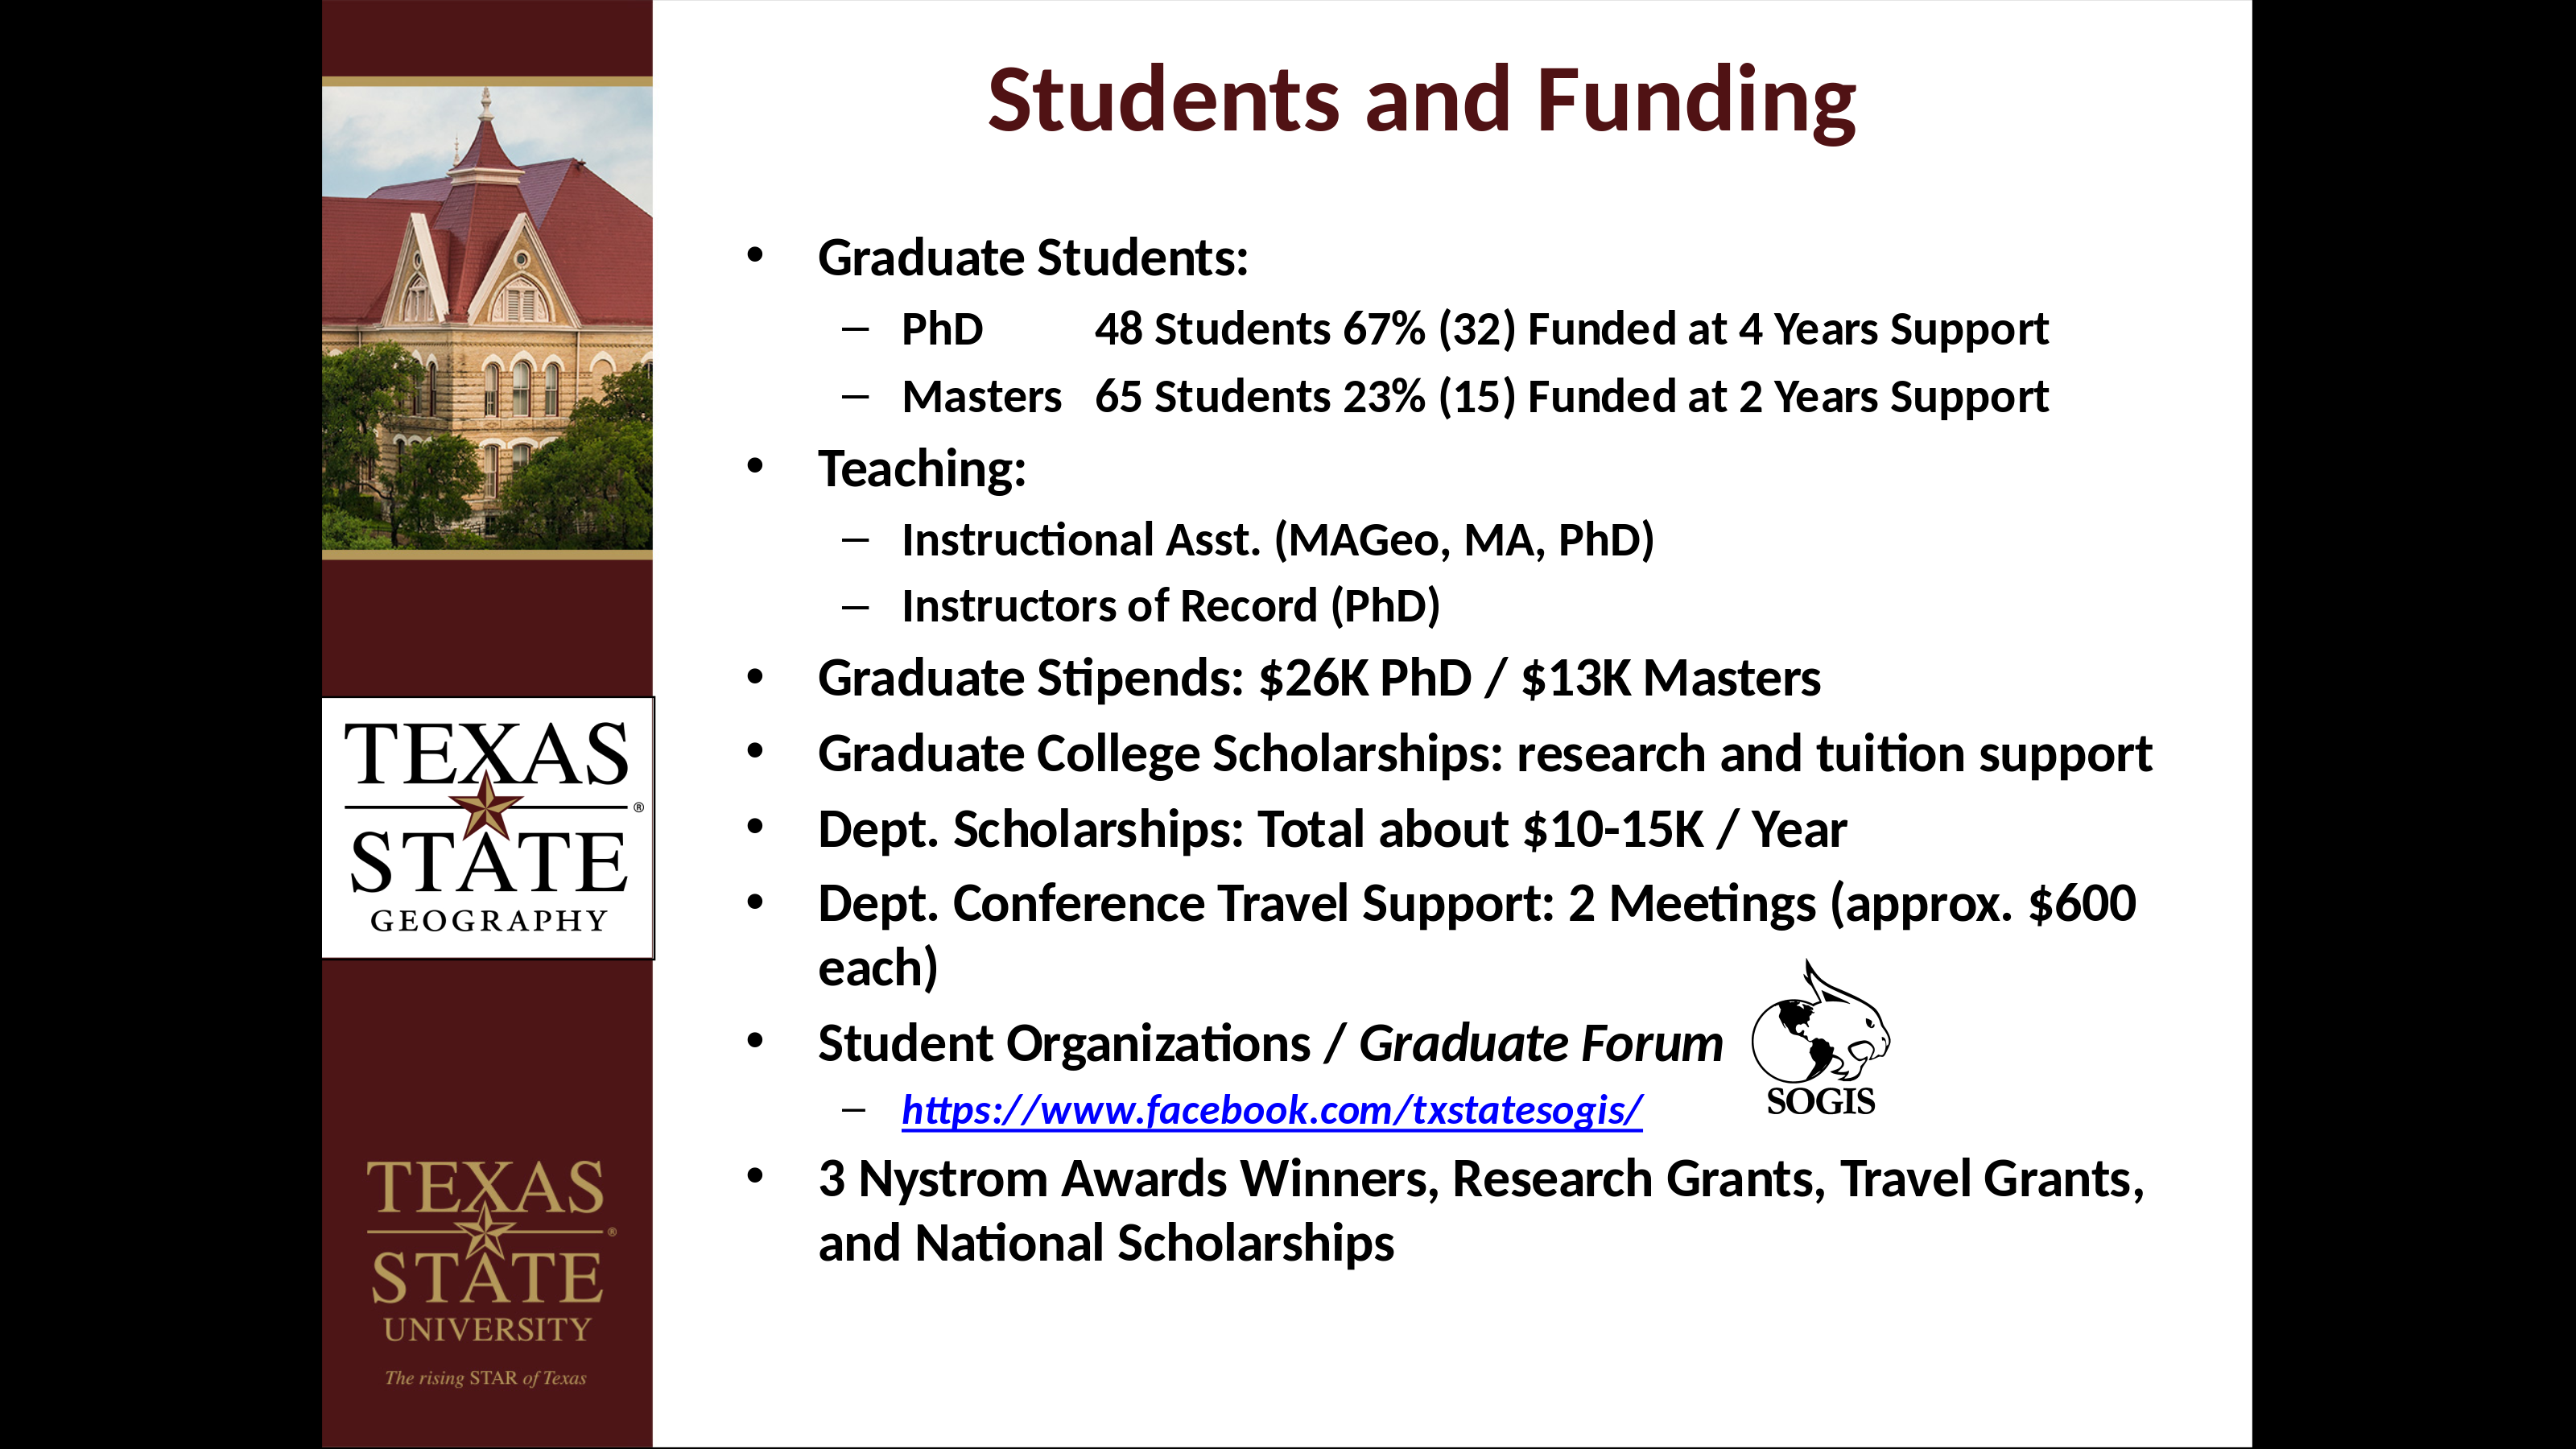 Students and Funding
• Graduate Students:
– PhD 48 Students 67% (32) Funded at 4 Years Support
– Masters 65 Students 23% (15) Funded at 2 Years Support
• Teaching:
– Instructional Asst. (MAGeo, MA, PhD)
– Instructors of Record (PhD)
• Graduate Stipends: $26K PhD / $13K Masters
• Graduate College Scholarships: research and tuition support
• Dept. Scholarships: Total about $10-15K / Year
• Dept. Conference Travel Support: 2 Meetings (approx. $600
each)
• Student Organizations / Graduate Forum
– https://www.facebook.com/txstatesogis/
SOGIS
• 3 Nystrom Awards Winners, Research Grants, Travel Grants,
and National Scholarships
TEXAS
®
STATE
GEOGRAPHY
TEXAS
®
STATE
UNIVERSITY
The rising STAR of Texas